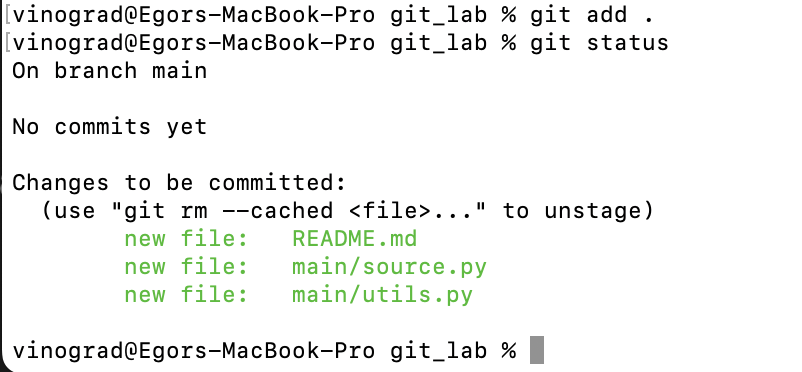 [vinograd@Egors-MacBook-Pro git_lab % git add .
[vinograd@Egors-MacBook-Pro git_lab % git status
On branch main
No commits yet
Changes to be committed:
  (use "git rm --cached <file>..." to unstage)
        new file:   README.md
        new file:   main/source.py
        new file:   main/utils.py
vinograd@Egors-MacBook-Pro git_lab %